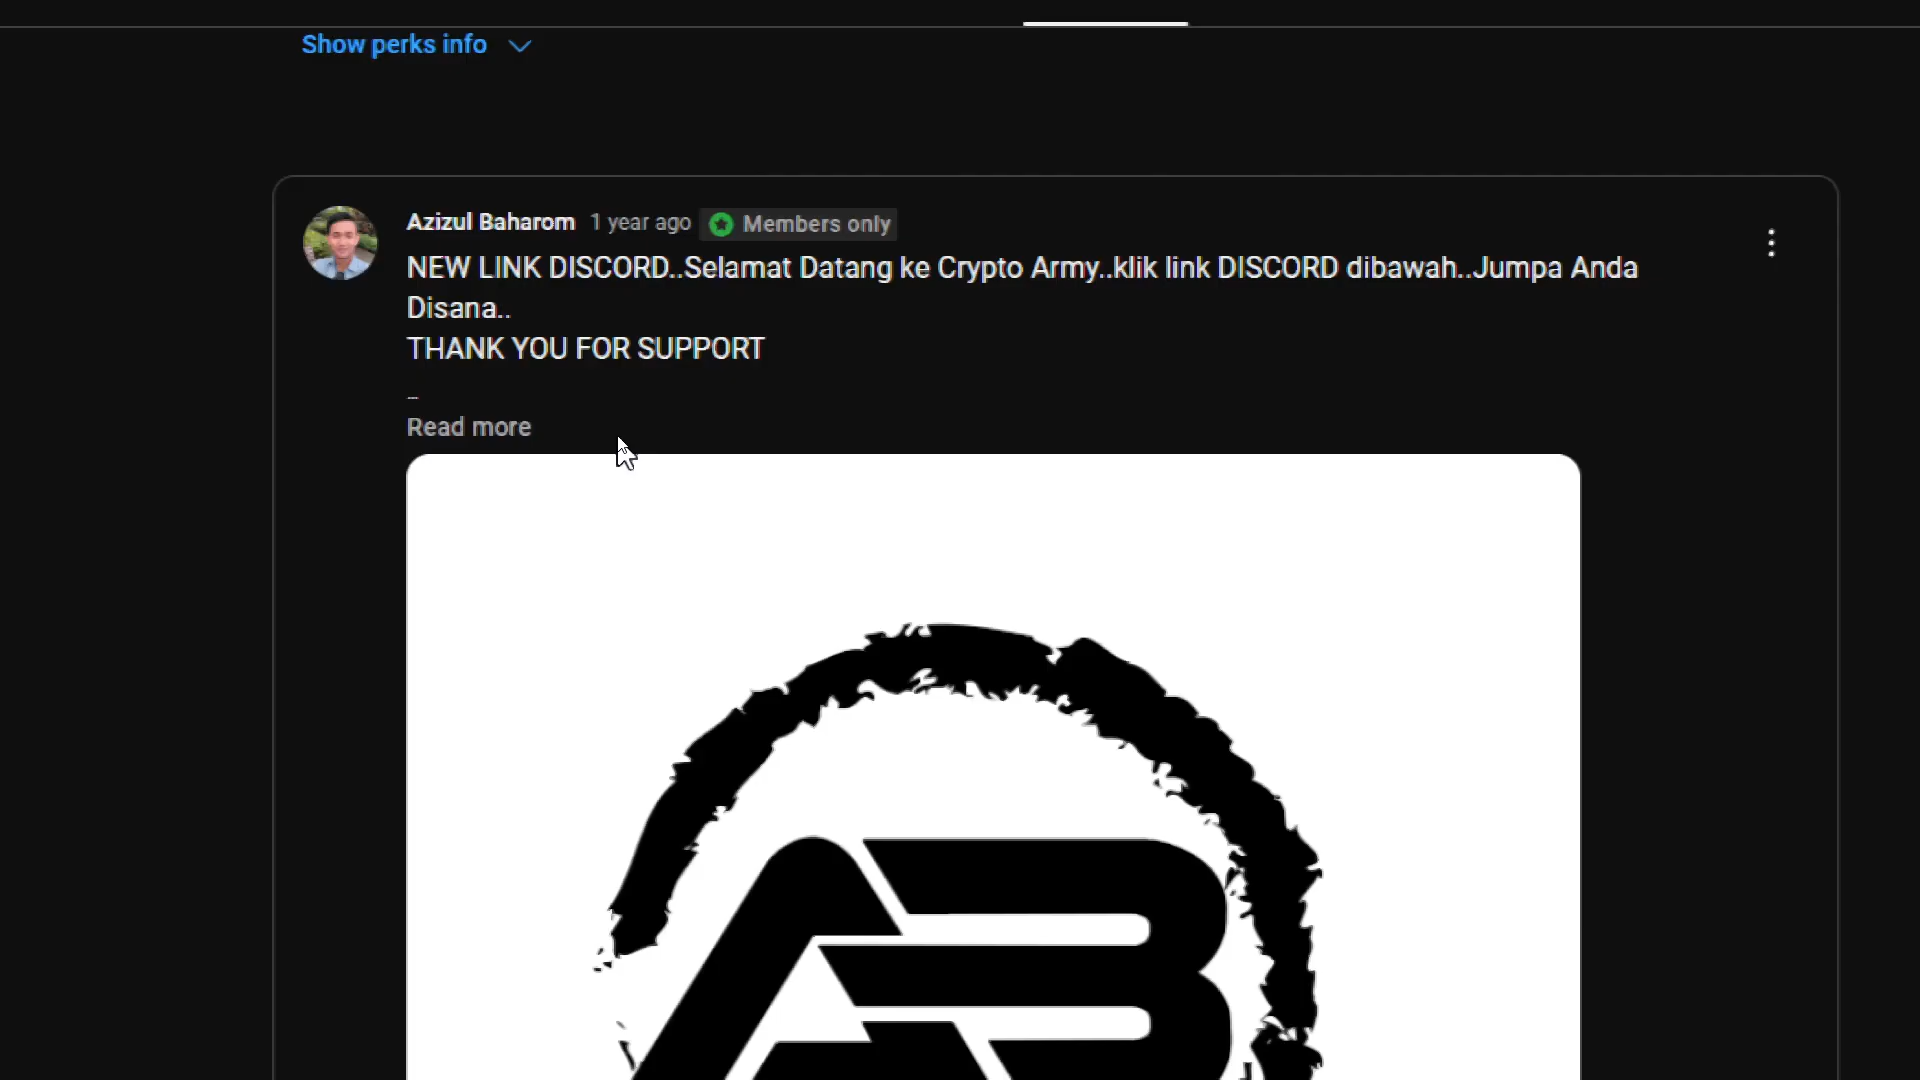 Show perks info
Azizul Baharom 1 year ago Members only
NEW LINK DISCORD..Selamat Datang ke Crypto Army..klik link DISCORD dibawah..Jumpa Anda
Disana..
THANK YOU FOR SUPPORT
...
Read more
AB